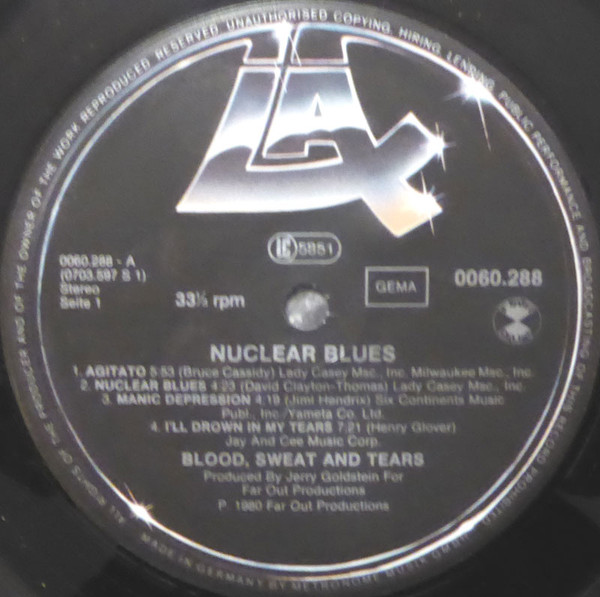 ALL RIGHTS OF THE PRODUCER AND OF THE OWNER OF THE WORK REPRODUCED RESERVED. UNAUTHORISED COPYING, HIRING, LENDING, PUBLIC PERFORMANCE AND BROADCASTING OF THIS RECORD PROHIBITED
LAX
LC 5851
0060.288 - A
(0703.597 S 1)
Stereo
Seite 1
33⅓ rpm
GEMA
0060.288
NUCLEAR BLUES
1. AGITATO 5:53 (Bruce Cassidy) Lady Casey Msc., Inc. Milwaukee Msc., Inc.
2. NUCLEAR BLUES 4:23 (David Clayton-Thomas) Lady Casey Msc., Inc.
3. MANIC DEPRESSION 4:19 (Jimi Hendrix) Six Continents Music
Publ., Inc./Yameta Co. Ltd.
4. I'LL DROWN IN MY TEARS 7:21 (Henry Glover)
Jay And Cee Music Corp.
BLOOD, SWEAT AND TEARS
Produced By Jerry Goldstein For
Far Out Productions
P. 1980 Far Out Productions
MADE IN GERMANY BY METRONOME MUSIK GMBH